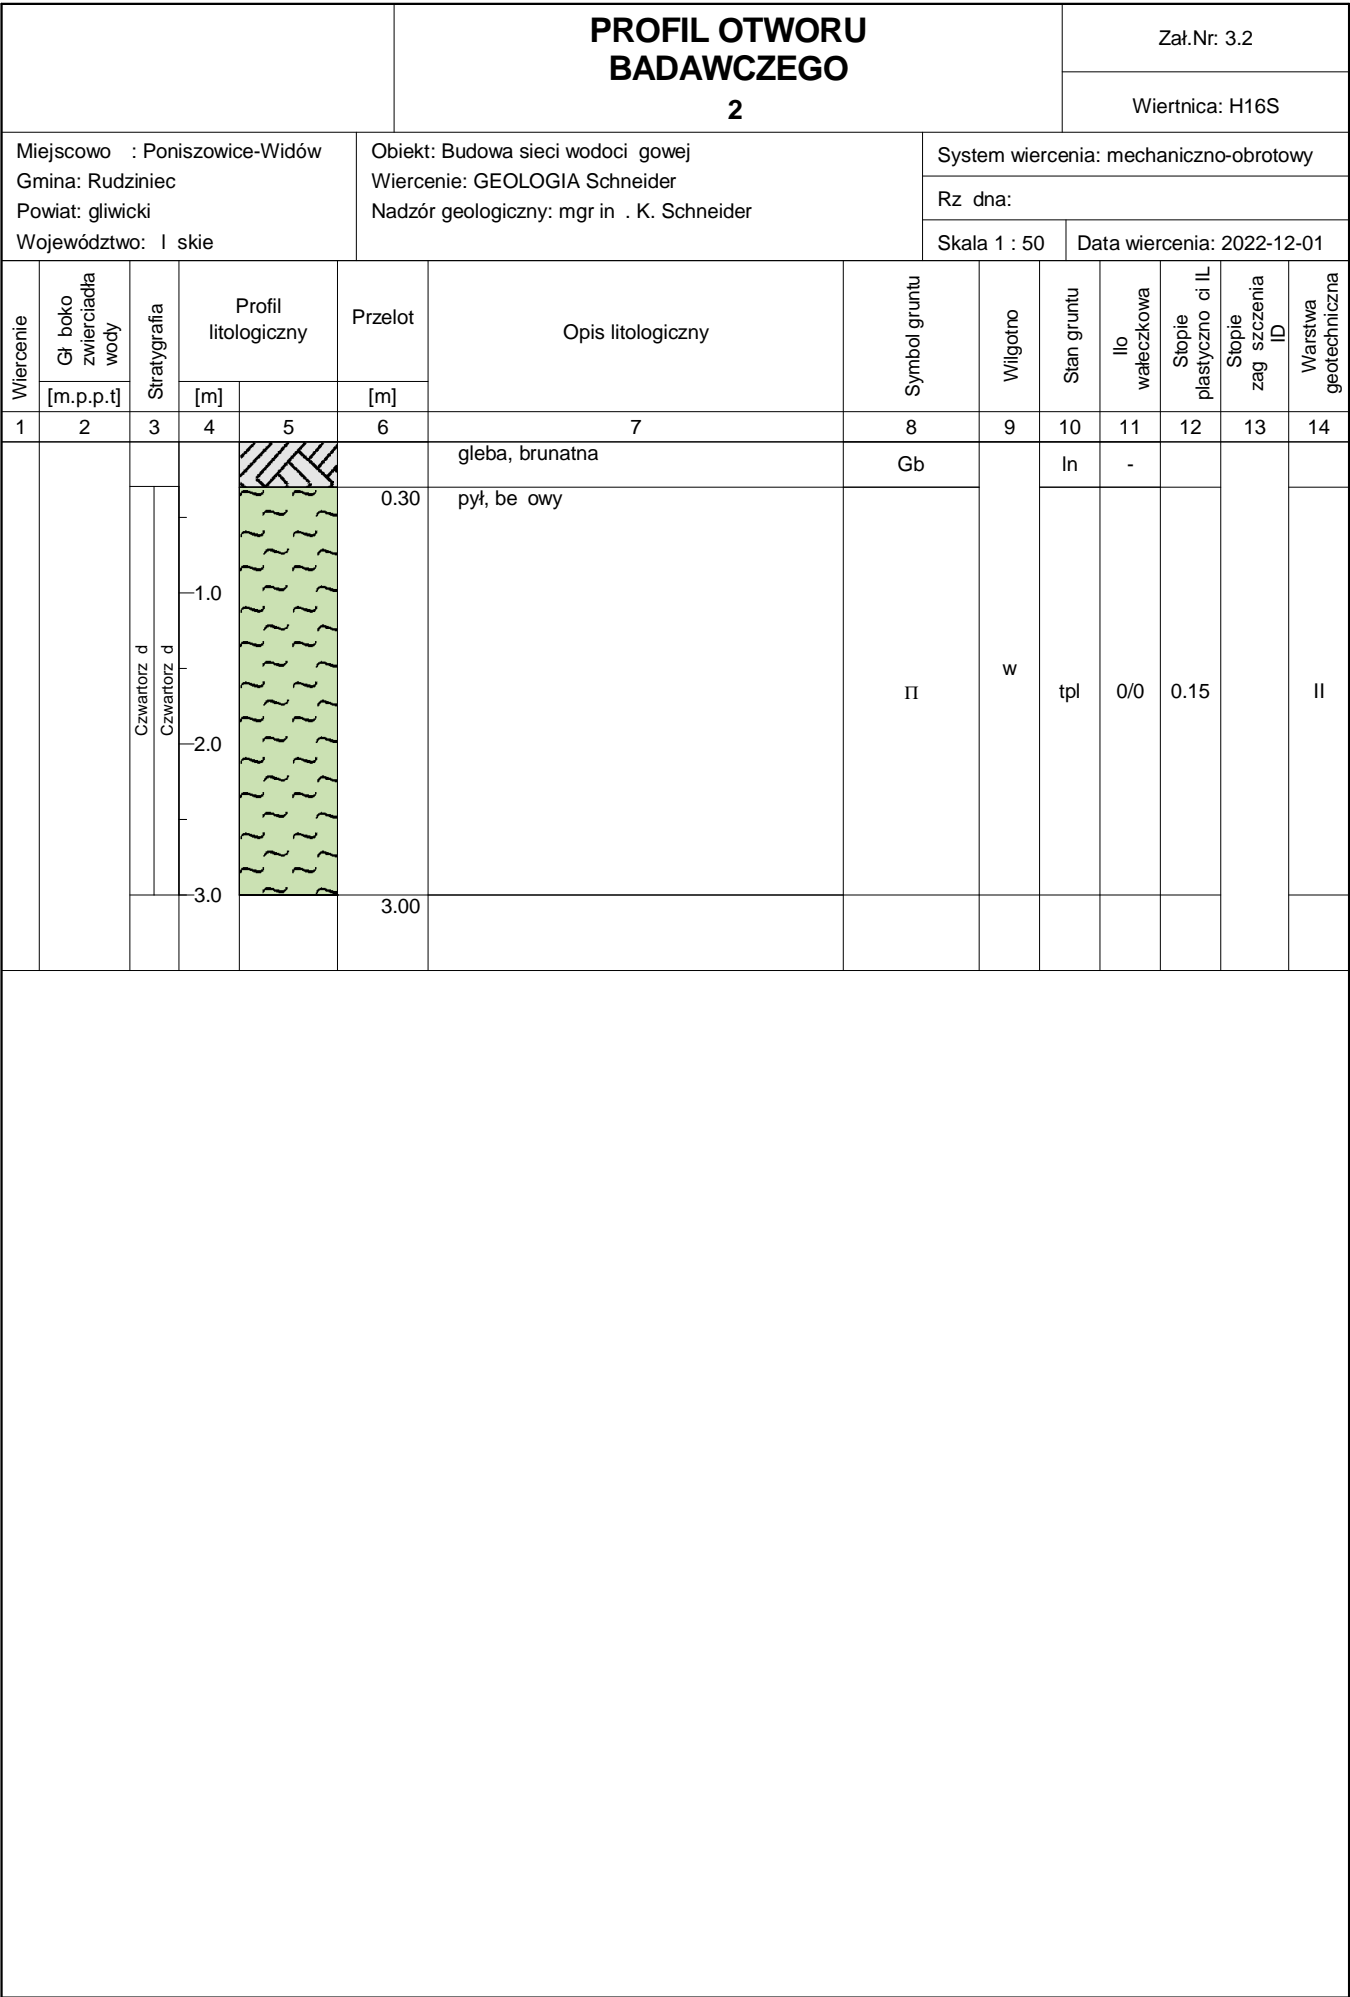 PROFIL OTWORU
BADAWCZEGO
2
Zał.Nr: 3.2
Wiertnica: H16S
Miejscowo : Poniszowice-Widów
Gmina: Rudziniec
Powiat: gliwicki
Województwo: l skie
Obiekt: Budowa sieci wodoci gowej
Wiercenie: GEOLOGIA Schneider
Nadzór geologiczny: mgr in . K. Schneider
System wiercenia: mechaniczno-obrotowy
Rz dna:
Skala 1 : 50
Data wiercenia: 2022-12-01
Wiercenie
Gł boko
zwierciadła
wody
[m.p.p.t]
Stratygrafia
Profil
litologiczny
[m]
Przelot
[m]
Opis litologiczny
Symbol gruntu
Wilgotno
Stan gruntu
Ilo
wałeczkowa
Stopie
plastyczno ci IL
Stopie
zag szczenia
ID
Warstwa
geotechniczna
1 2 3 4 5 6 7 8 9 10 11 12 13 14
gleba, brunatna
Gb
ln
-
0.30
pył, be owy
1.0
Czwartorz d
Czwartorz d
w
Π
tpl
0/0
0.15
II
2.0
3.0
3.00